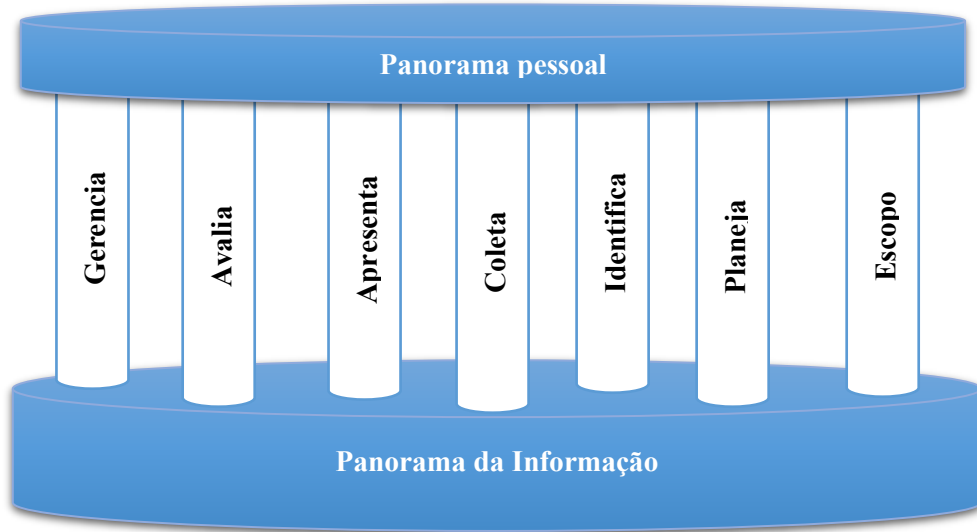 Panorama pessoal
Gerencia
Avalia
Apresenta
Coleta
Identifica
Planeja
Escopo
Panorama da Informação